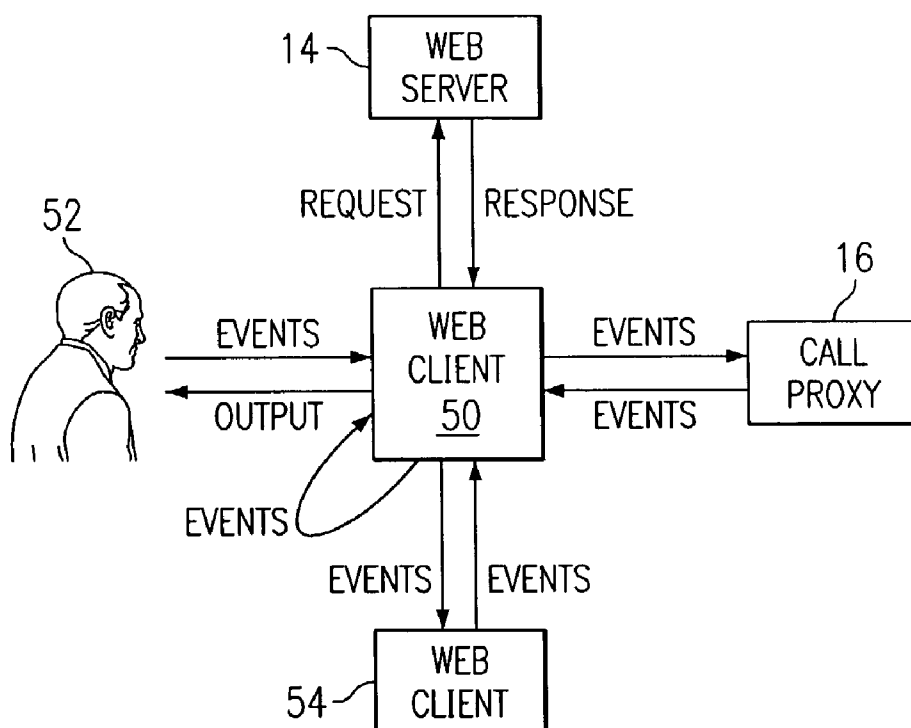 14
WEB
SERVER
REQUEST
RESPONSE
52
16
EVENTS
OUTPUT
WEB
CLIENT
50
EVENTS
EVENTS
CALL
PROXY
EVENTS
EVENTS
EVENTS
54
WEB
CLIENT